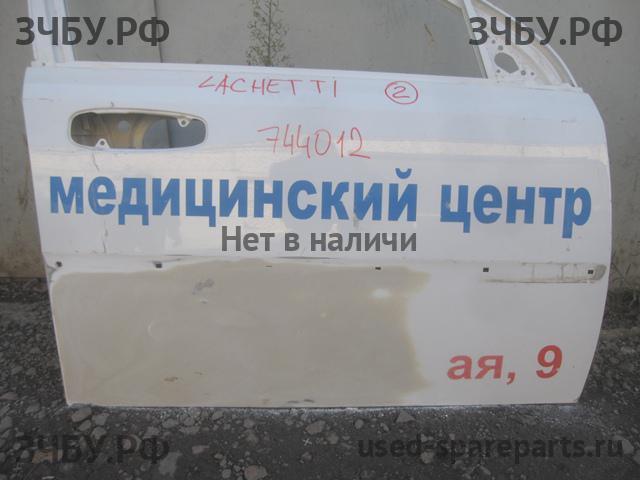 ЗЧБУ.РФ
ЗЧБУ.РФ
LACHETTI 2
744012
медицинский центр
Нет в наличи
ая, 9
ЗЧБУ.РФ
used-spareparts.ru